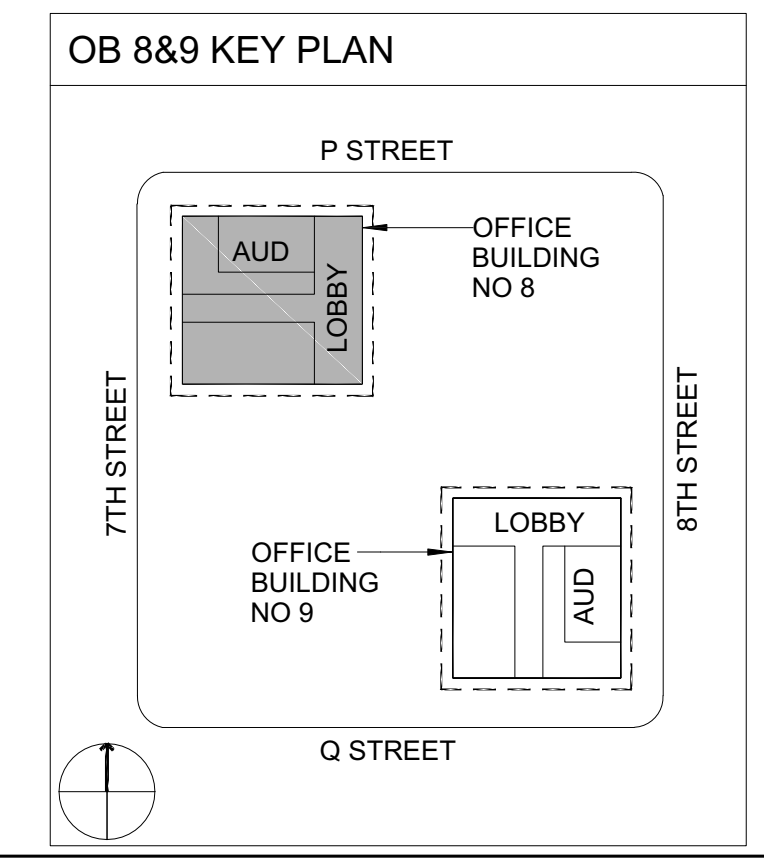 OB 8&9 KEY PLAN
P STREET
AUD
LOBBY
OFFICE
BUILDING
NO 8
7TH STREET
8TH STREET
OFFICE
BUILDING
NO 9
LOBBY
AUD
Q STREET